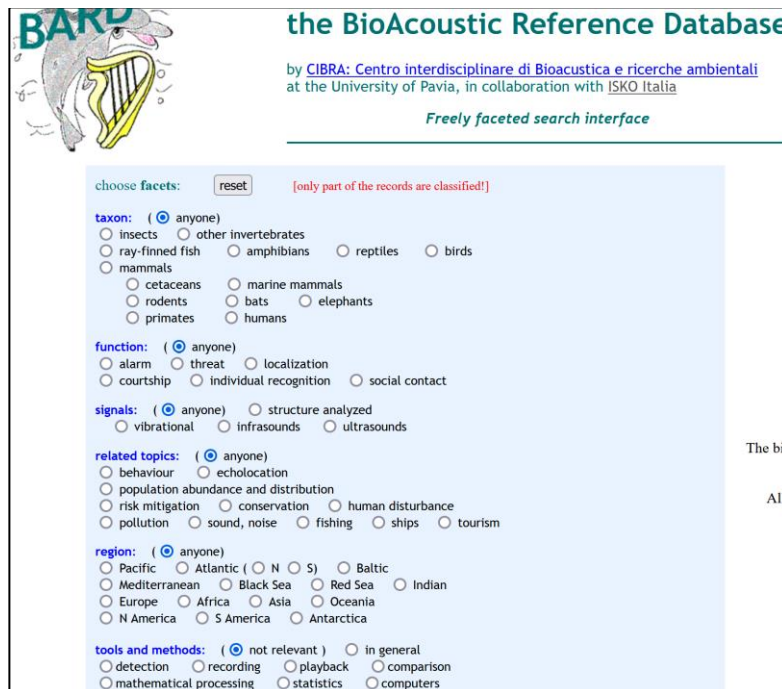 BARD
the BioAcoustic Reference Database
by CIBRA: Centro interdisciplinare di Bioacustica e ricerche ambientali
at the University of Pavia, in collaboration with ISKO Italia
Freely faceted search interface
choose facets: reset [only part of the records are classified!]
taxon: ( anyone)
insects other invertebrates
ray-finned fish amphibians reptiles birds
mammals
cetaceans marine mammals
rodents bats elephants
primates humans
function: ( anyone)
alarm threat localization
courtship individual recognition social contact
signals: ( anyone) structure analyzed
vibrational infrasounds ultrasounds
related topics: ( anyone)
behaviour echolocation
population abundance and distribution
risk mitigation conservation human disturbance
pollution sound, noise fishing ships tourism
region: ( anyone)
Pacific Atlantic ( N S) Baltic
Mediterranean Black Sea Red Sea Indian
Europe Africa Asia Oceania
N America S America Antarctica
tools and methods: ( not relevant ) in general
detection recording playback comparison
mathematical processing statistics computers
The bi
Al